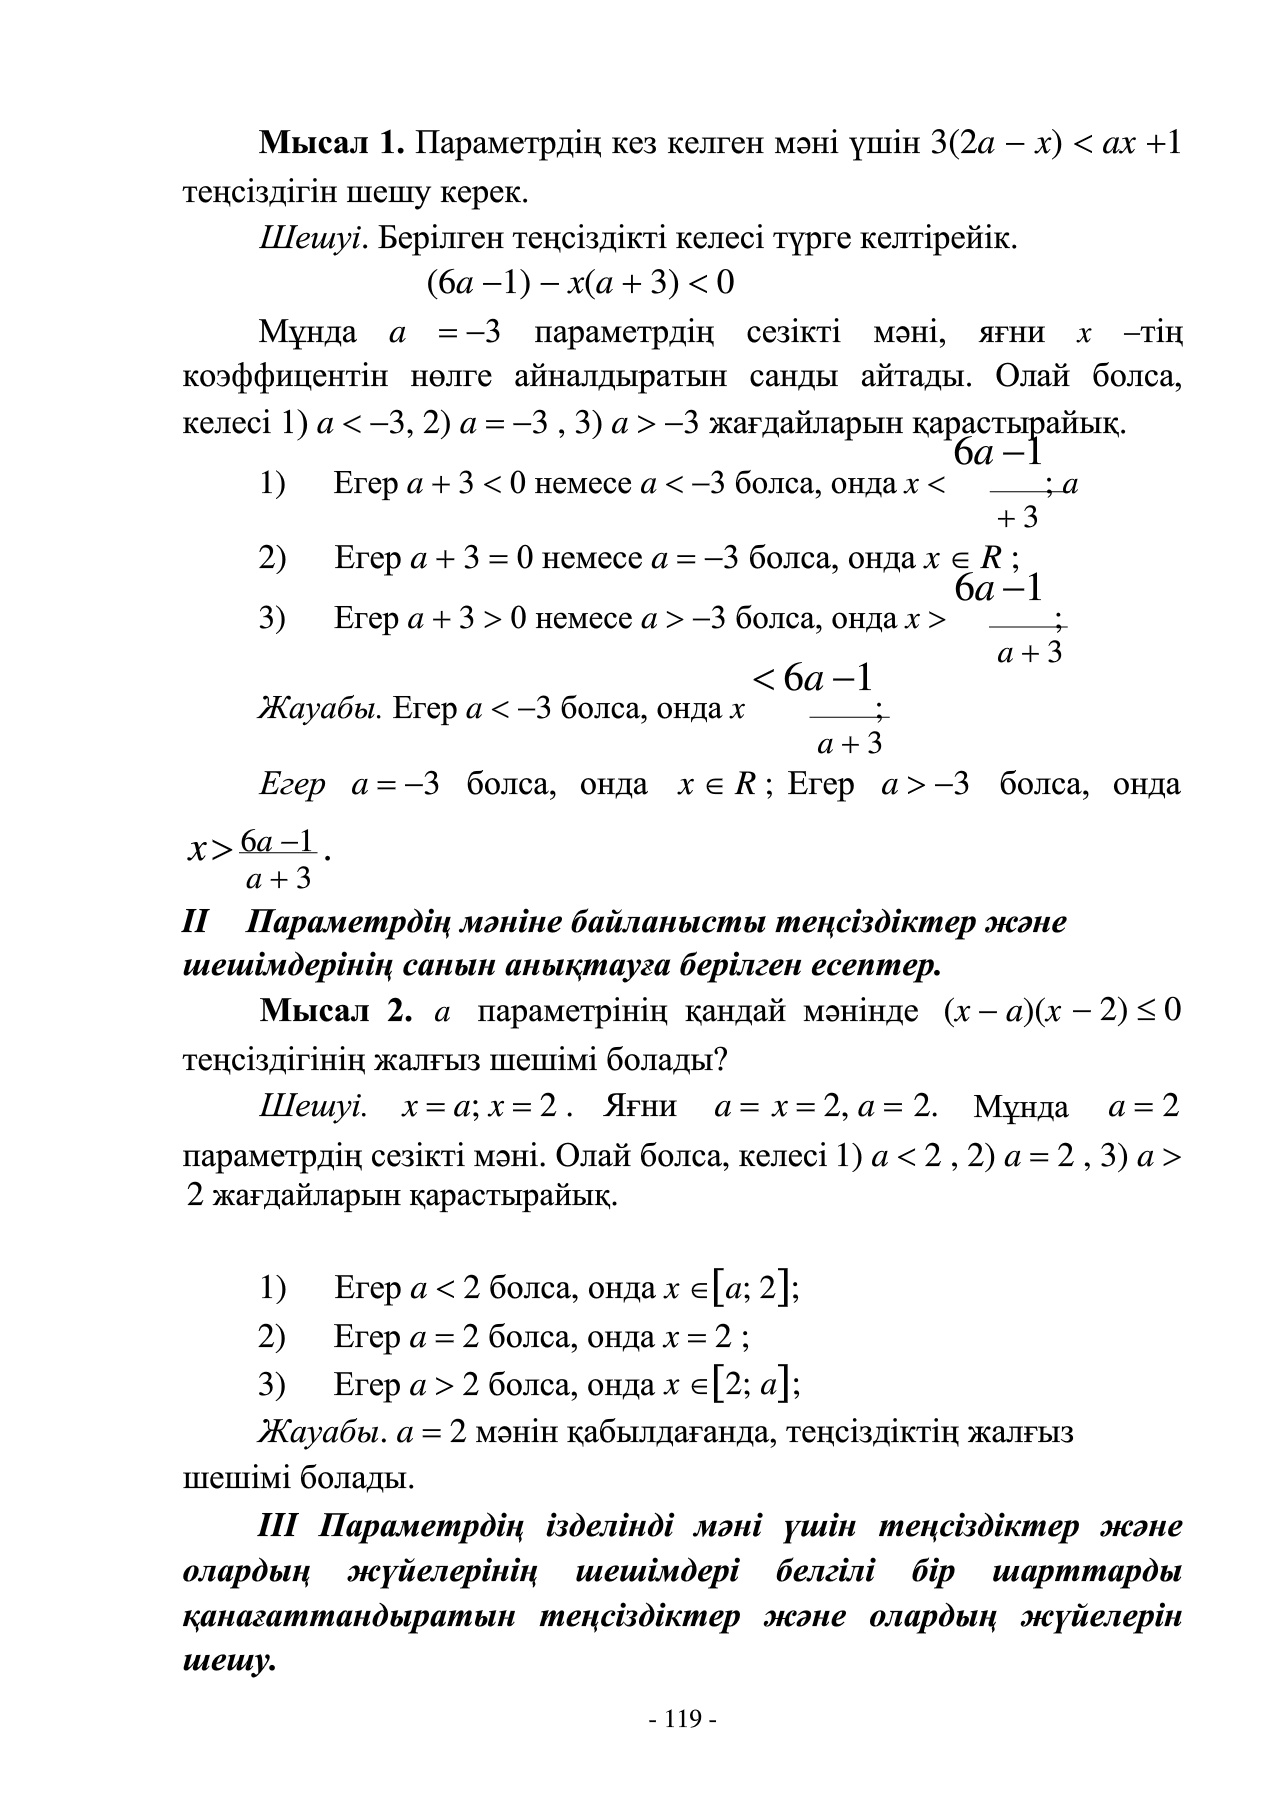 Мысал 1. Параметрдің кез келген мәні үшін 3(2a − x) < ax +1
теңсіздігін шешу керек.
Шешуі. Берілген теңсіздікті келесі түрге келтірейік.
(6a −1) − x(a + 3) < 0
Мұнда a = −3 параметрдің сезікті мәні, яғни x –тің
коэффицентін нөлге айналдыратын санды айтады. Олай болса,
келесі 1) a < −3, 2) a = −3 , 3) a > −3 жағдайларын қарастырайық.
6a −1
1) Егер a + 3 < 0 немесе a < −3 болса, онда x < ; a
+ 3
2) Егер a + 3 = 0 немесе a = −3 болса, онда x ∈ R ;
6a −1
3) Егер a + 3 > 0 немесе a > −3 болса, онда x > ;
a + 3
< 6a −1
Жауабы. Егер a < −3 болса, онда x ;
a + 3
Егер a = −3 болса, онда x ∈ R ; Егер a > −3 болса, онда
x > 6a −1 .
a + 3
II Параметрдің мәніне байланысты теңсіздіктер және
шешімдерінің санын анықтауға берілген есептер.
Мысал 2. a параметрінің қандай мәнінде (x − a)(x − 2) ≤ 0
теңсіздігінің жалғыз шешімі болады?
Шешуі. x = a; x = 2 . Яғни a = x = 2, a = 2. Мұнда a = 2
параметрдің сезікті мәні. Олай болса, келесі 1) a < 2 , 2) a = 2 , 3) a >
2 жағдайларын қарастырайық.
1) Егер a < 2 болса, онда x ∈[a; 2];
2) Егер a = 2 болса, онда x = 2 ;
3) Егер a > 2 болса, онда x ∈[2; a];
Жауабы. a = 2 мәнін қабылдағанда, теңсіздіктің жалғыз
шешімі болады.
III Параметрдің ізделінді мәні үшін теңсіздіктер және
олардың жүйелерінің шешімдері белгілі бір шарттарды
қанағаттандыратын теңсіздіктер және олардың жүйелерін
шешу.
- 119 -